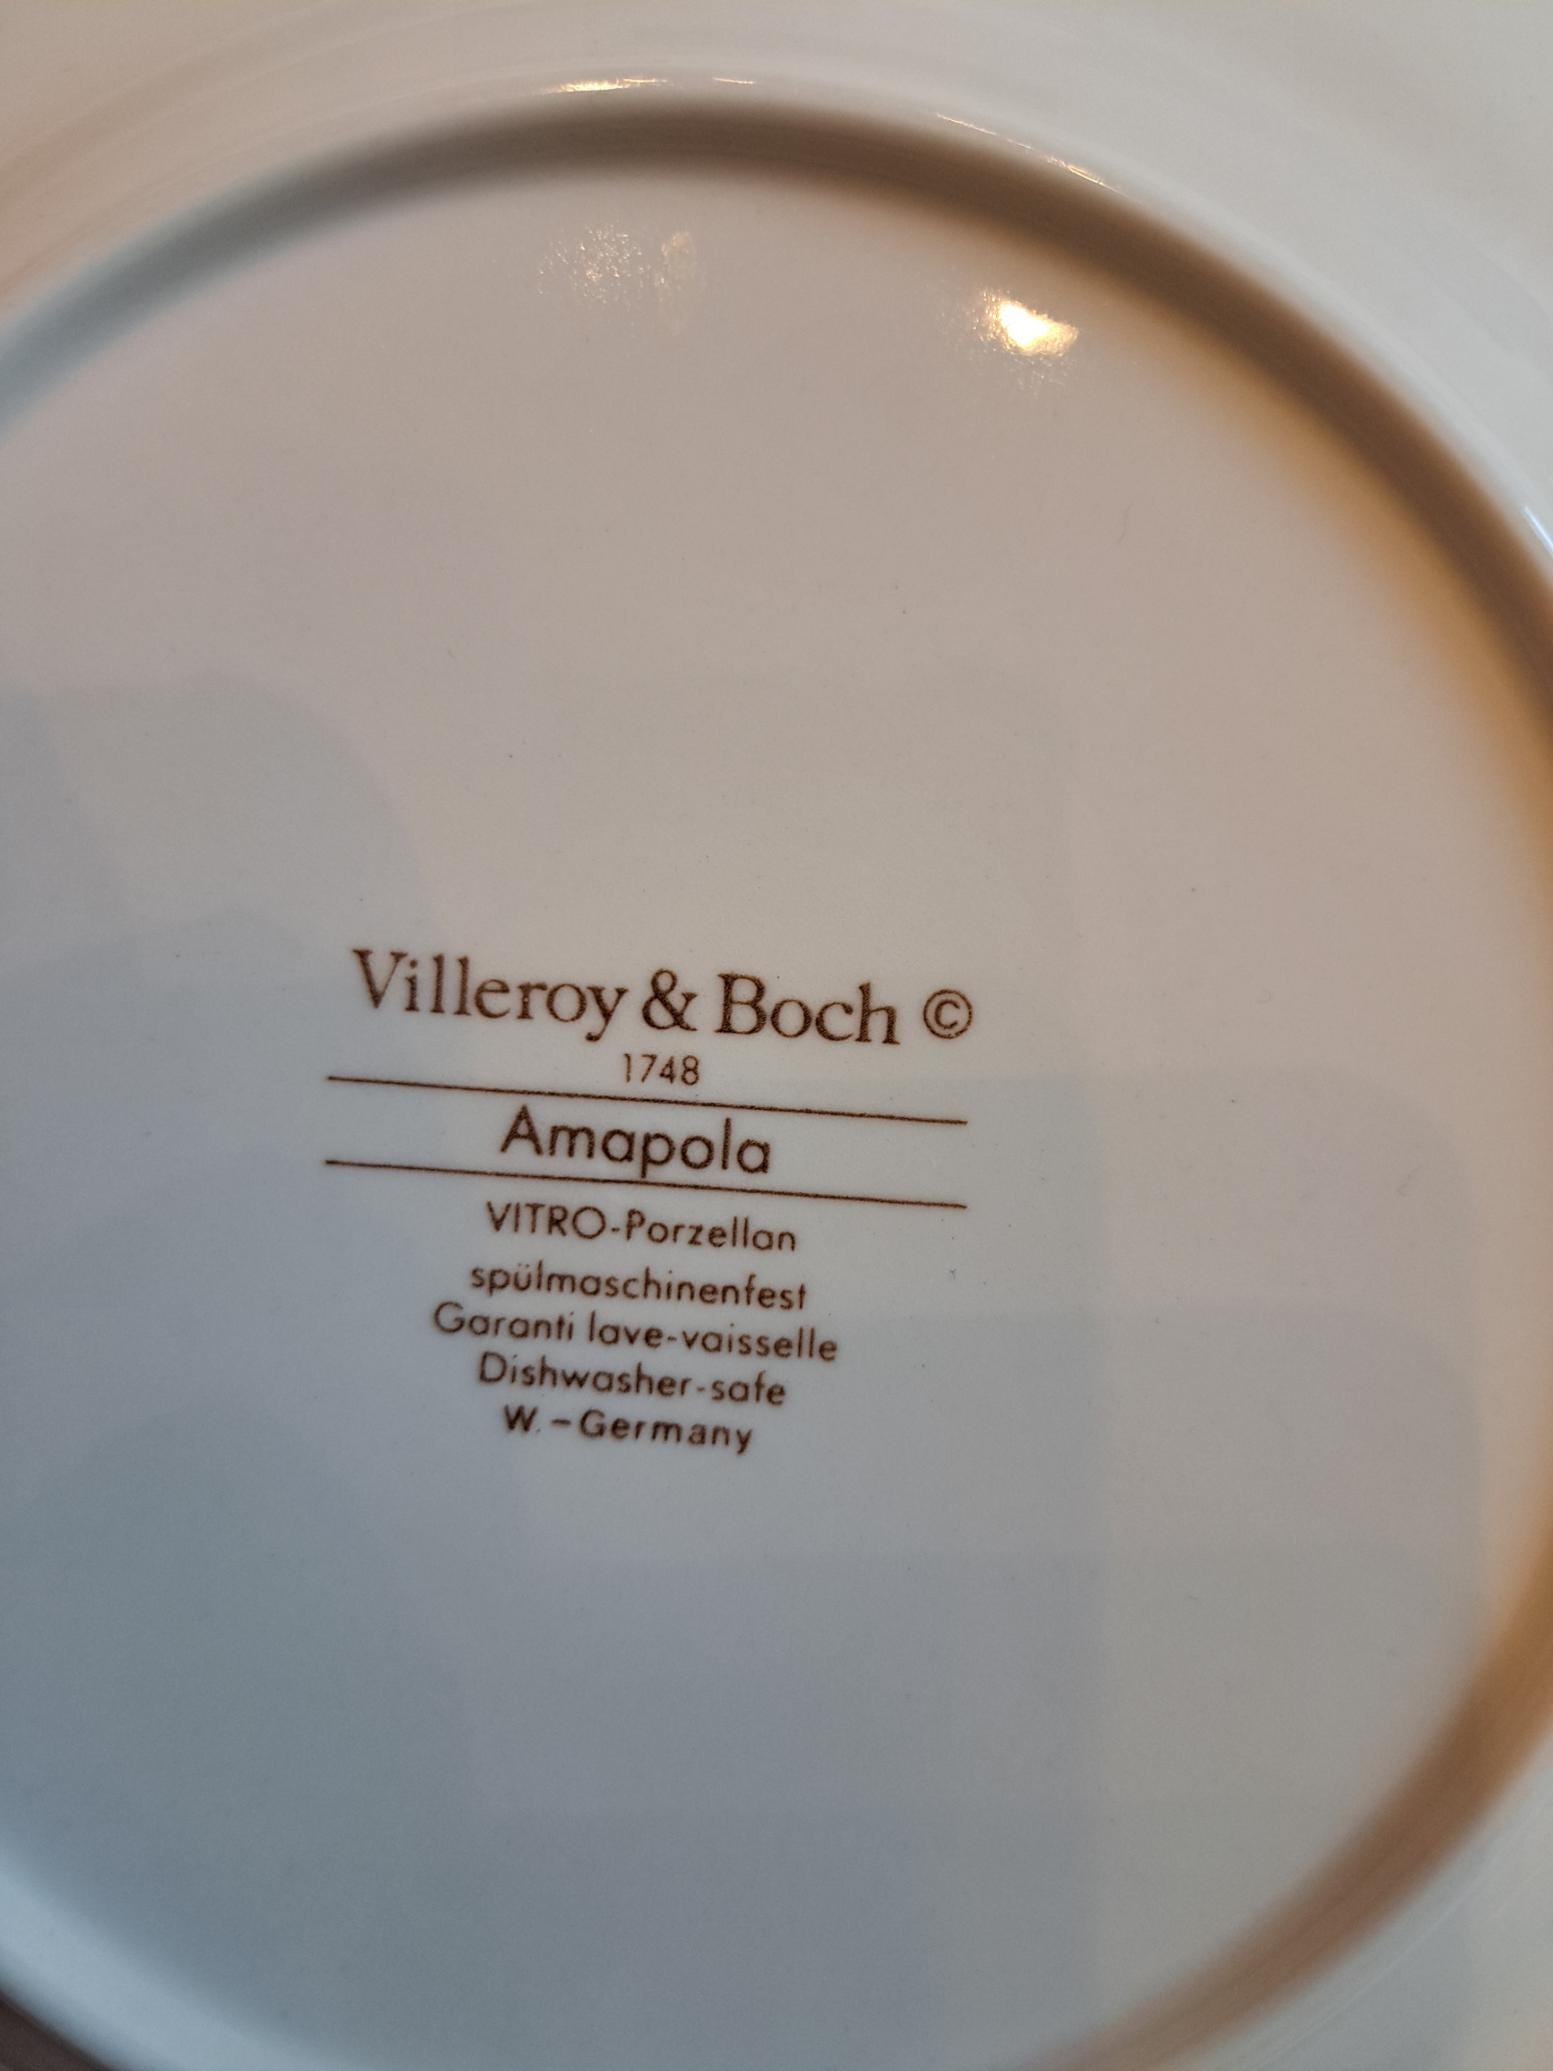 Villeroy & Boch ©
1748
Amapola
VITRO-Porzellan
spülmaschinenfest
Garanti lave-vaisselle
Dishwasher-safe
W.-Germany